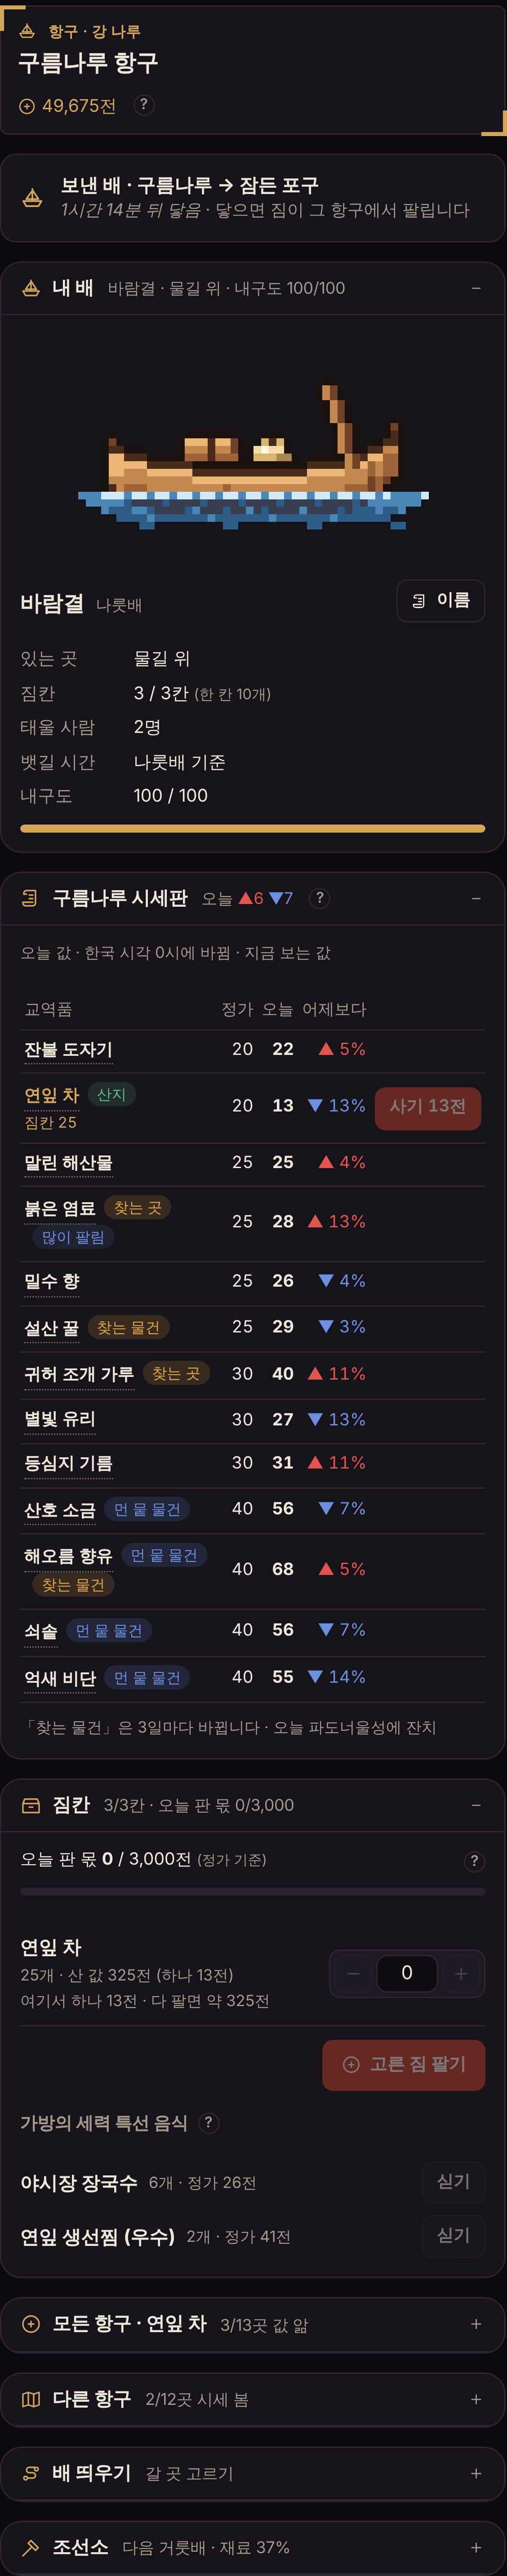 항구 · 강 나루
구름나루 항구
49,675전 ?
보낸 배 · 구름나루 → 잠든 포구
1시간 14분 뒤 닿음 · 닿으면 짐이 그 항구에서 팔립니다
내 배 바람결 · 물길 위 · 내구도 100/100 −
바람결 나룻배 이름
있는 곳 물길 위
짐칸 3 / 3칸 (한 칸 10개)
태울 사람 2명
뱃길 시간 나룻배 기준
내구도 100 / 100
구름나루 시세판 오늘 ▲6 ▼7 ? −
오늘 값 · 한국 시각 0시에 바뀜 · 지금 보는 값
교역품 정가 오늘 어제보다
잔불 도자기 20 22 ▲ 5%
연잎 차 산지 20 13 ▼ 13% 사기 13전
짐칸 25
말린 해산물 25 25 ▲ 4%
붉은 염료 찾는 곳 25 28 ▲ 13%
많이 팔림
밀수 향 25 26 ▼ 4%
설산 꿀 찾는 물건 25 29 ▼ 3%
귀허 조개 가루 찾는 곳 30 40 ▲ 11%
별빛 유리 30 27 ▼ 13%
등심지 기름 30 31 ▲ 11%
산호 소금 먼 뭍 물건 40 56 ▼ 7%
해오름 향유 먼 뭍 물건 40 68 ▲ 5%
찾는 물건
쇠솥 먼 뭍 물건 40 56 ▼ 7%
억새 비단 먼 뭍 물건 40 55 ▼ 14%
「찾는 물건」은 3일마다 바뀝니다 · 오늘 파도너울성에 잔치
짐칸 3/3칸 · 오늘 판 몫 0/3,000 −
오늘 판 몫 0 / 3,000전 (정가 기준) ?
연잎 차
25개 · 산 값 325전 (하나 13전) − 0 +
여기서 하나 13전 · 다 팔면 약 325전
고른 짐 팔기
가방의 세력 특선 음식 ?
야시장 장국수 6개 · 정가 26전 싣기
연잎 생선찜 (우수) 2개 · 정가 41전 싣기
모든 항구 · 연잎 차 3/13곳 값 앎 +
다른 항구 2/12곳 시세 봄 +
배 띄우기 갈 곳 고르기 +
조선소 다음 거룻배 · 재료 37% +